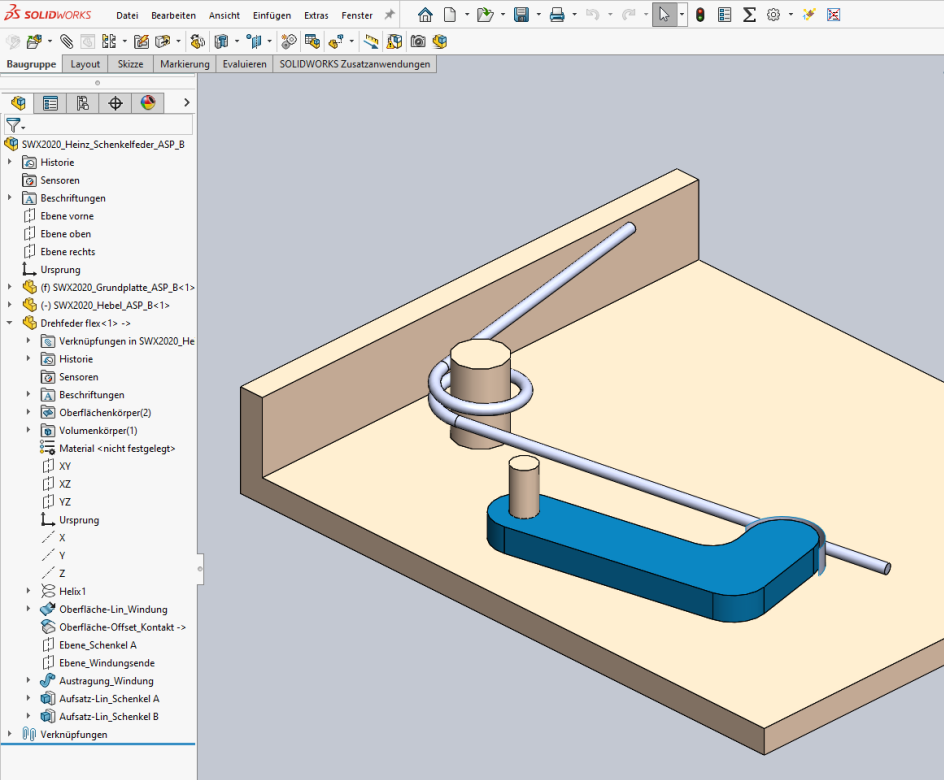 SOLIDWORKS Datei Bearbeiten Ansicht Einfügen Extras Fenster
Baugruppe Layout Skizze Markierung Evaluieren SOLIDWORKS Zusatzanwendungen
SWX2020_Heinz_Schenkelfeder_ASP_B
Historie
Sensoren
Beschriftungen
Ebene vorne
Ebene oben
Ebene rechts
Ursprung
(f) SWX2020_Grundplatte_ASP_B<1>
(-) SWX2020_Hebel_ASP_B<1>
Drehfeder flex<1> ->
Verknüpfungen in SWX2020_He
Historie
Sensoren
Beschriftungen
Oberflächenkörper(2)
Volumenkörper(1)
Material <nicht festgelegt>
XY
XZ
YZ
Ursprung
X
Y
Z
Helix1
Oberfläche-Lin_Windung
Oberfläche-Offset_Kontakt ->
Ebene_Schenkel A
Ebene_Windungsende
Austragung_Windung
Aufsatz-Lin_Schenkel A
Aufsatz-Lin_Schenkel B
Verknüpfungen